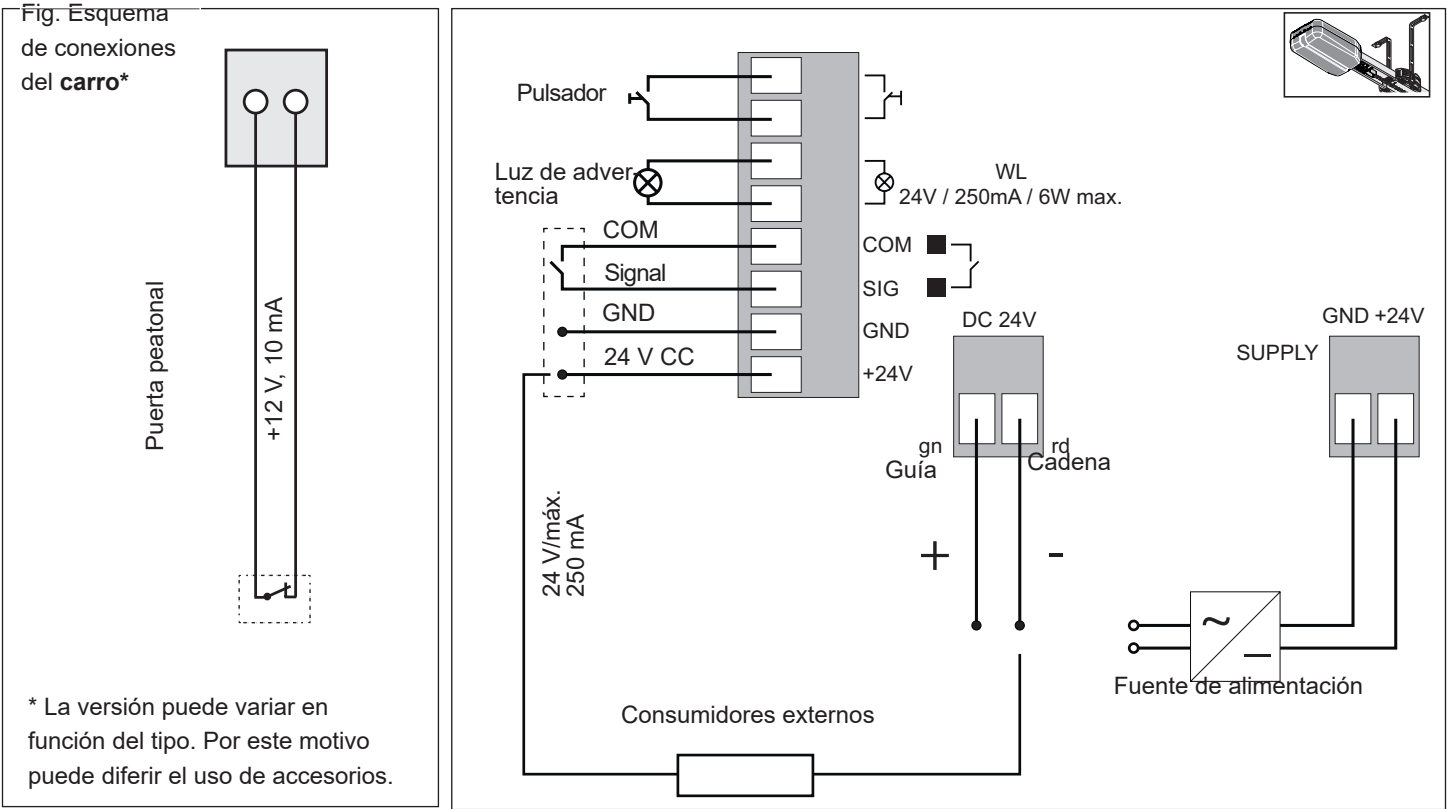 Fig. Esquema
de conexiones
del carro*
Puerta peatonal
+12 V, 10 mA
* La versión puede variar en
función del tipo. Por este motivo
puede diferir el uso de accesorios.
Pulsador
Luz de adver-
tencia
WL
24V / 250mA / 6W max.
COM
COM
Signal
SIG
GND
GND
24 V CC
+24V
DC 24V
GND +24V
SUPPLY
gn
rd
Guía
Cadena
24 V/máx.
250 mA
+
-
~
—
Fuente de alimentación
Consumidores externos